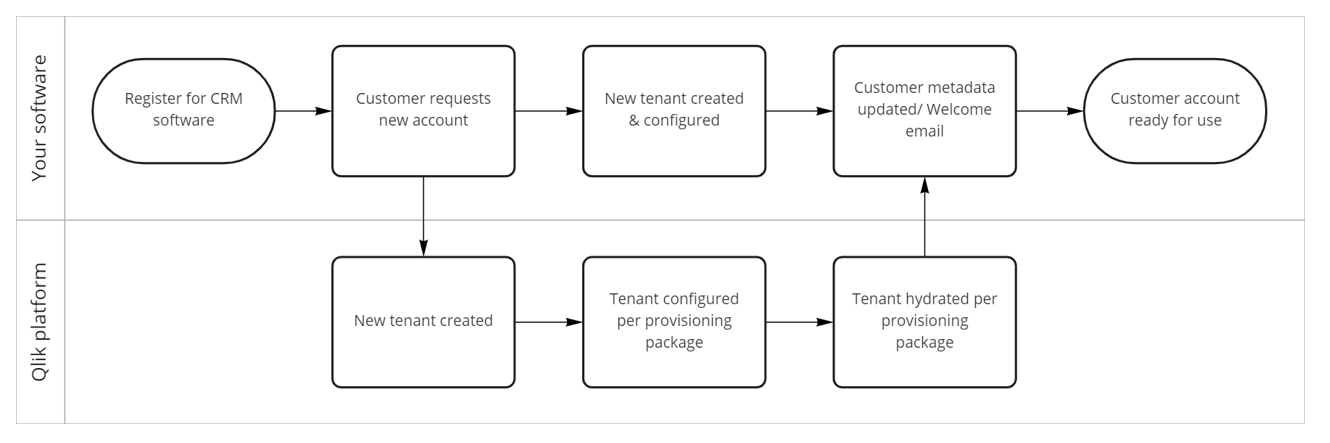 Your software
Register for CRM
software
Customer requests
new account
New tenant created
& configured
Customer metadata
updated/ Welcome
email
Customer account
ready for use
Qlik platform
New tenant created
Tenant configured
per provisioning
package
Tenant hydrated per
provisioning
package